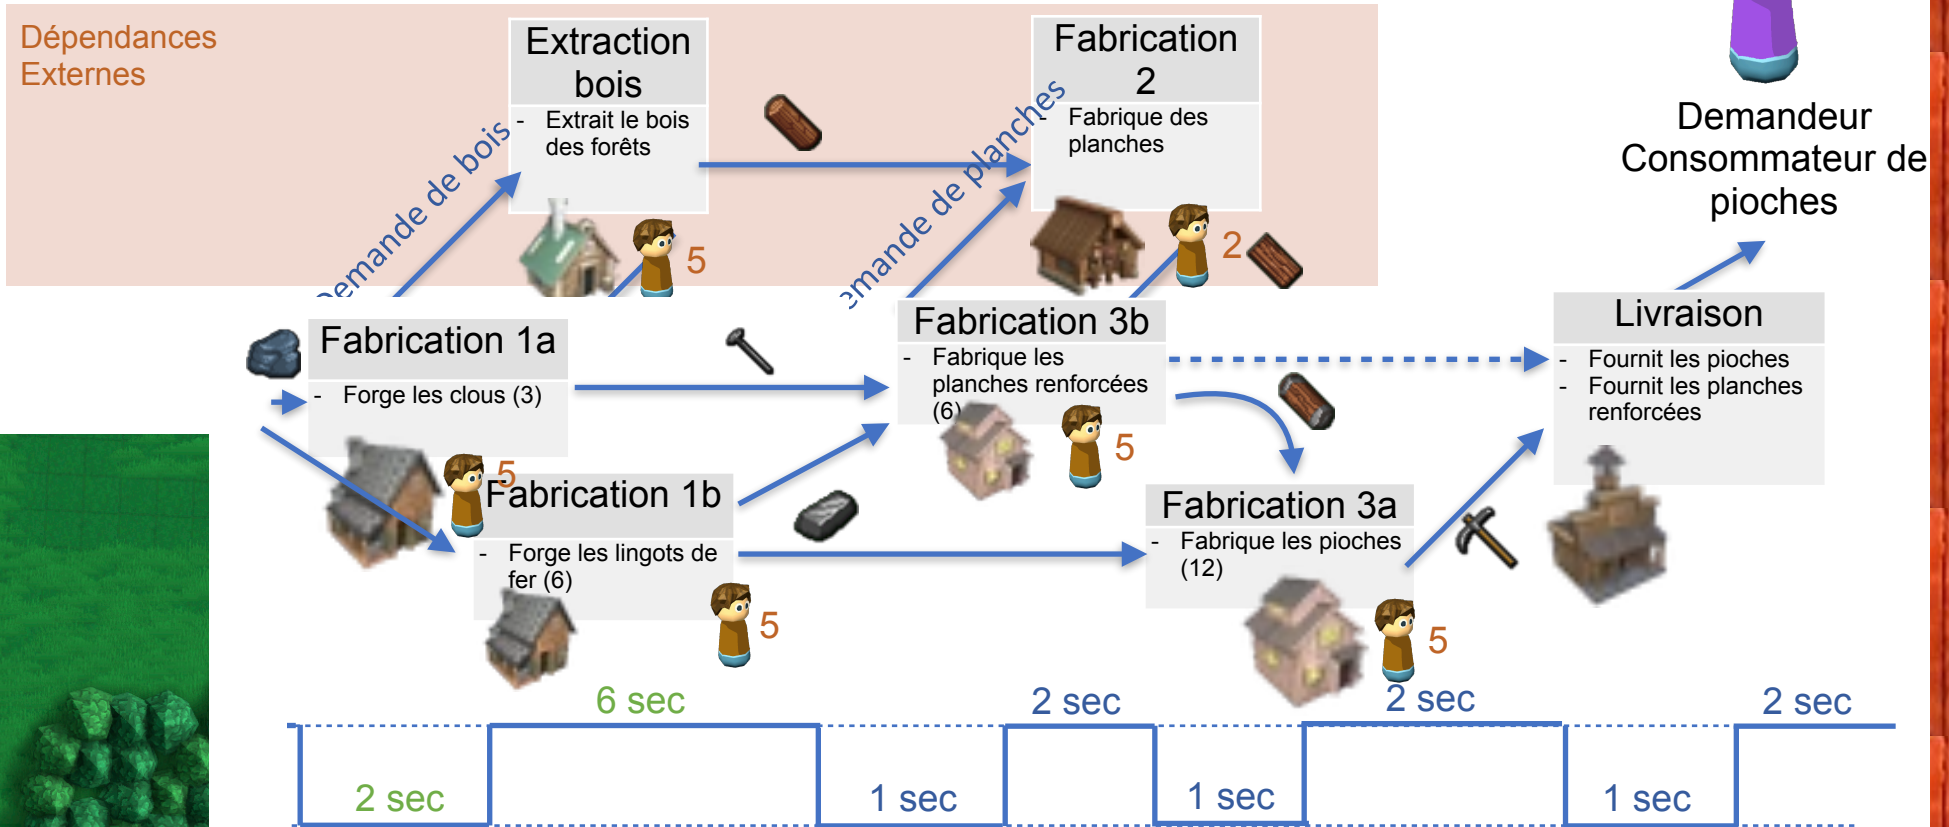 Dépendances
Externes
Extraction
bois
- Extrait le bois
des forêts
5
Fabrication
2
- Fabrique des
planches
2
Demandeur
Consommateur de
pioches
Demande de bois
emande de planches
Fabrication 1a
- Forge les clous (3)
5
Fabrication 1b
- Forge les lingots de
fer (6)
5
Fabrication 3b
- Fabrique les
planches renforcées
(6)
5
Fabrication 3a
- Fabrique les pioches
(12)
5
Livraison
- Fournit les pioches
- Fournit les planches
renforcées
6 sec
2 sec
2 sec
2 sec
2 sec
1 sec
1 sec
1 sec